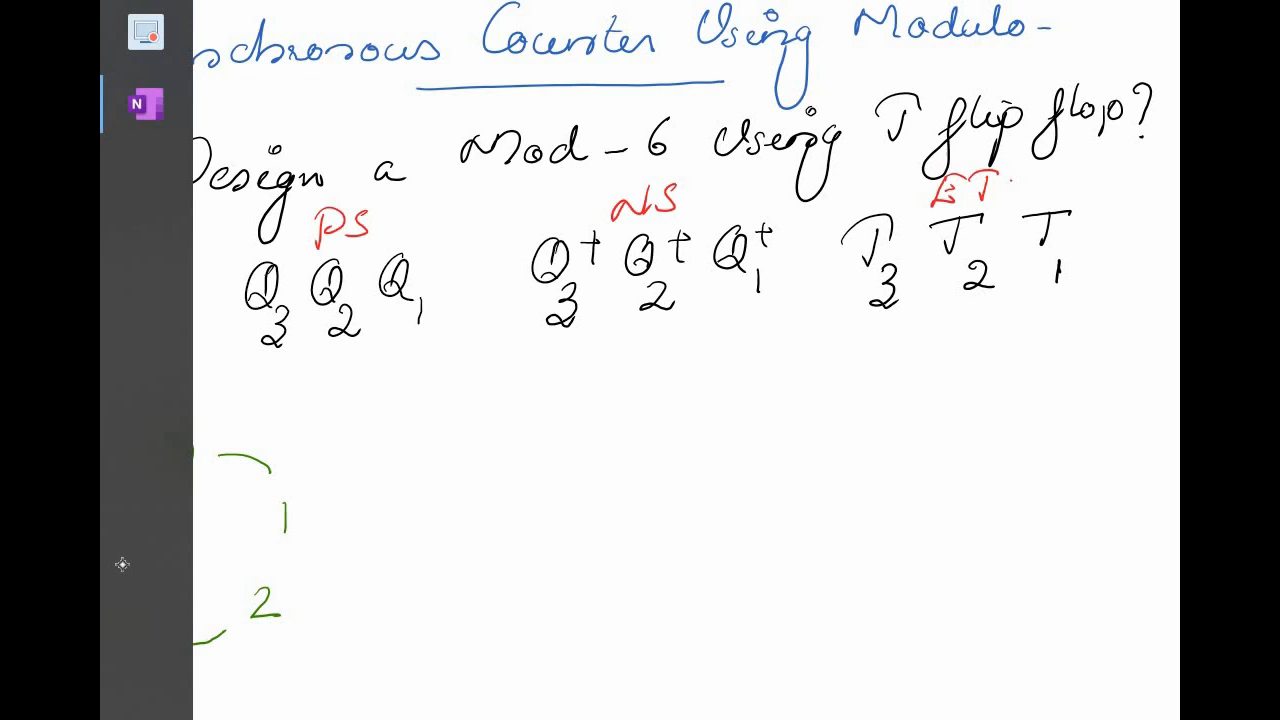 nschronous Counter Using Modulo-
Design a Mod-6 Using T flip flop?
PS NS ET.
Q3 Q2 Q1 Q3+ Q2+ Q1+ T3 T2 T1
1
2
N